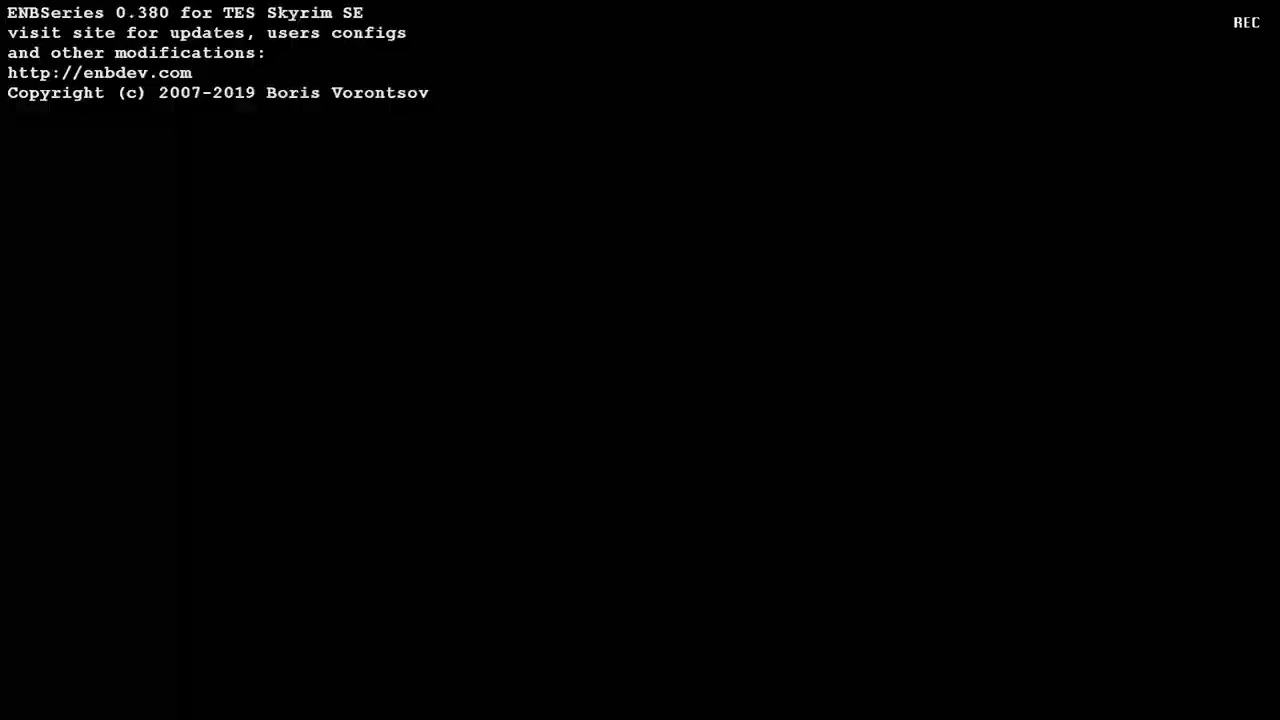 ENBSeries 0.380 for TES Skyrim SE
visit site for updates, users configs
and other modifications:
http://enbdev.com
Copyright (c) 2007-2019 Boris Vorontsov
REC